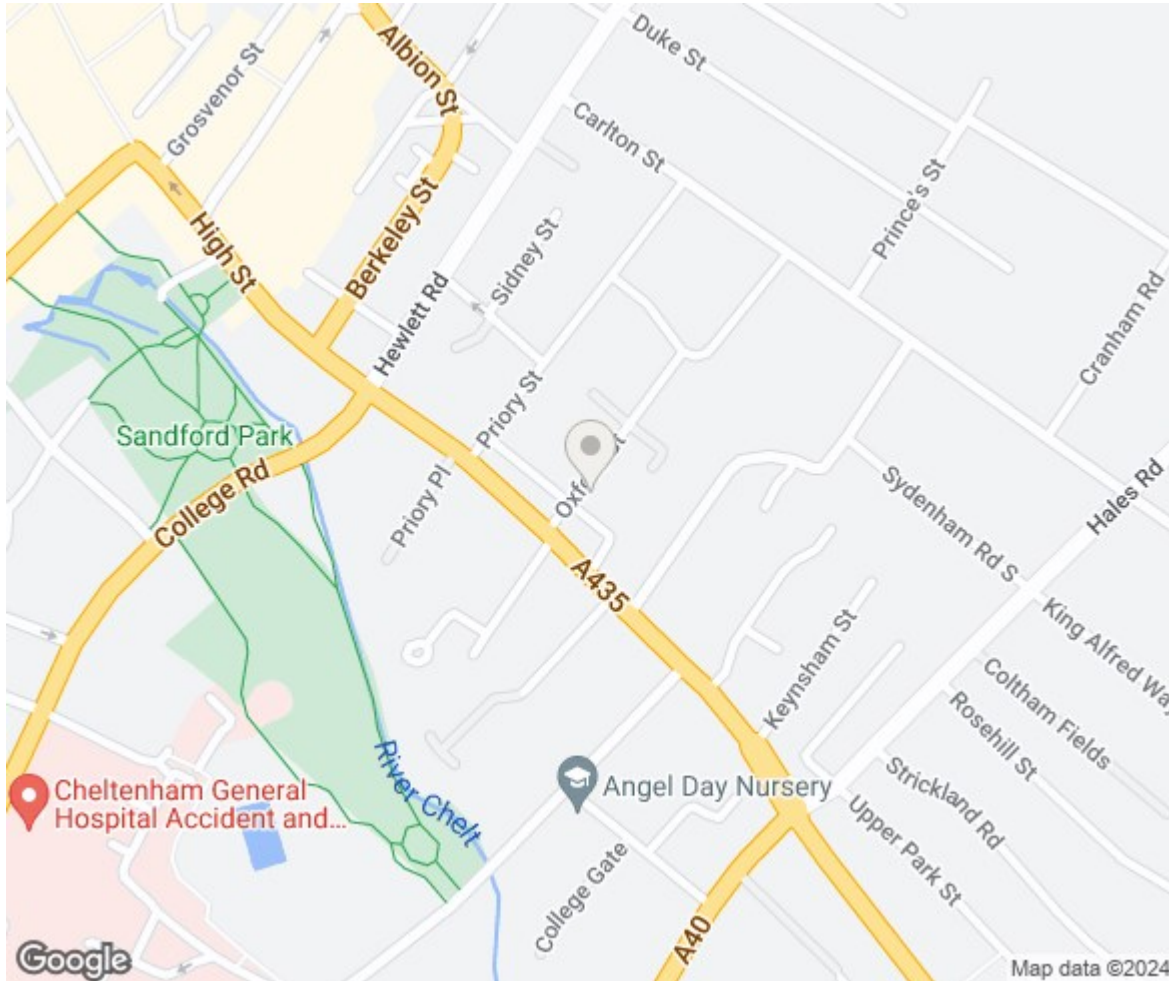 Grosvenor St
Albion St
Duke St
Carlton St
Prince's St
High St
Berkeley St
Sidney St
Hewlett Rd
Cranham Rd
Sandford Park
Priory St
Priory Pl
College Rd
St
A435
Sydenham Rd S
Hales Rd
King Alfred Way
Keynsham St
Coltham Fields
Rosehill St
Strickland Rd
Upper Park St
River Chelt
Angel Day Nursery
Cheltenham General
Hospital Accident and...
College Gate
A40
Google
Map data ©2024